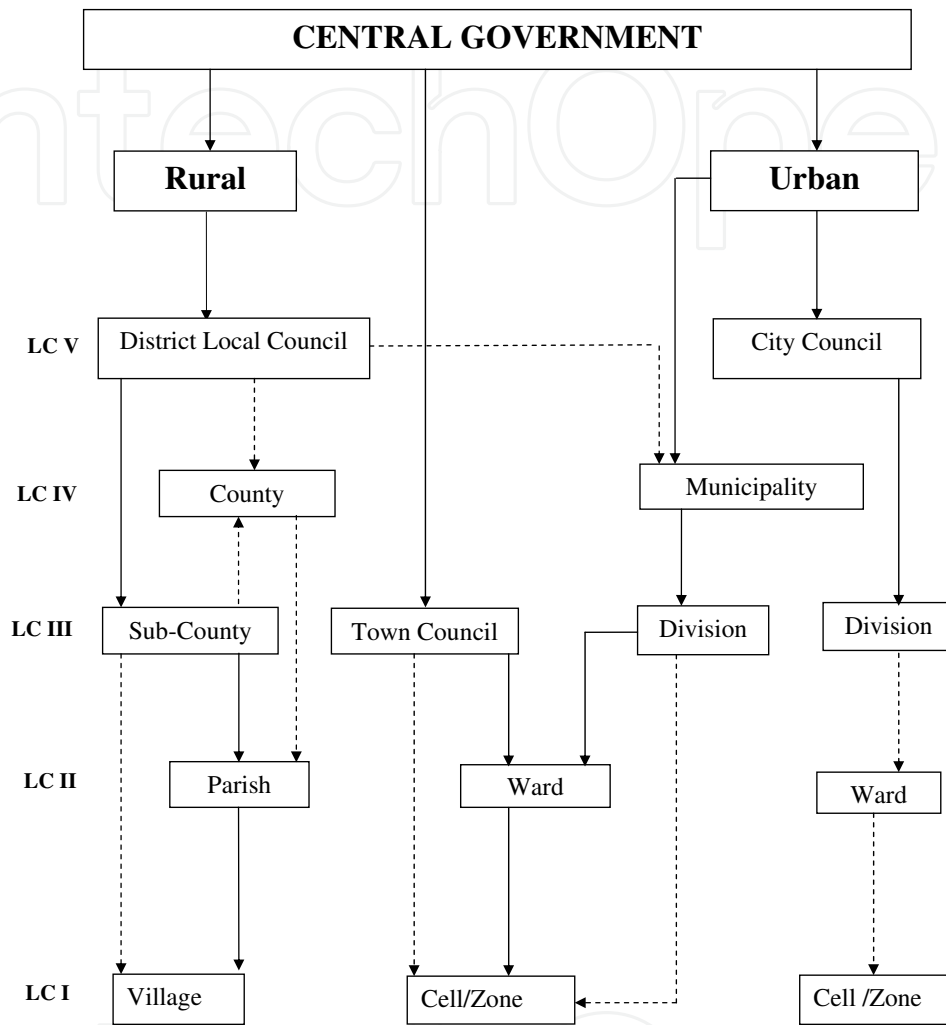 CENTRAL GOVERNMENT
ntechOpe
Rural
Urban
LC V
District Local Council
City Council
LC IV
County
Municipality
LC III
Sub-County
Town Council
Division
Division
LC II
Parish
Ward
Ward
LC I
Village
Cell/Zone
Cell /Zone